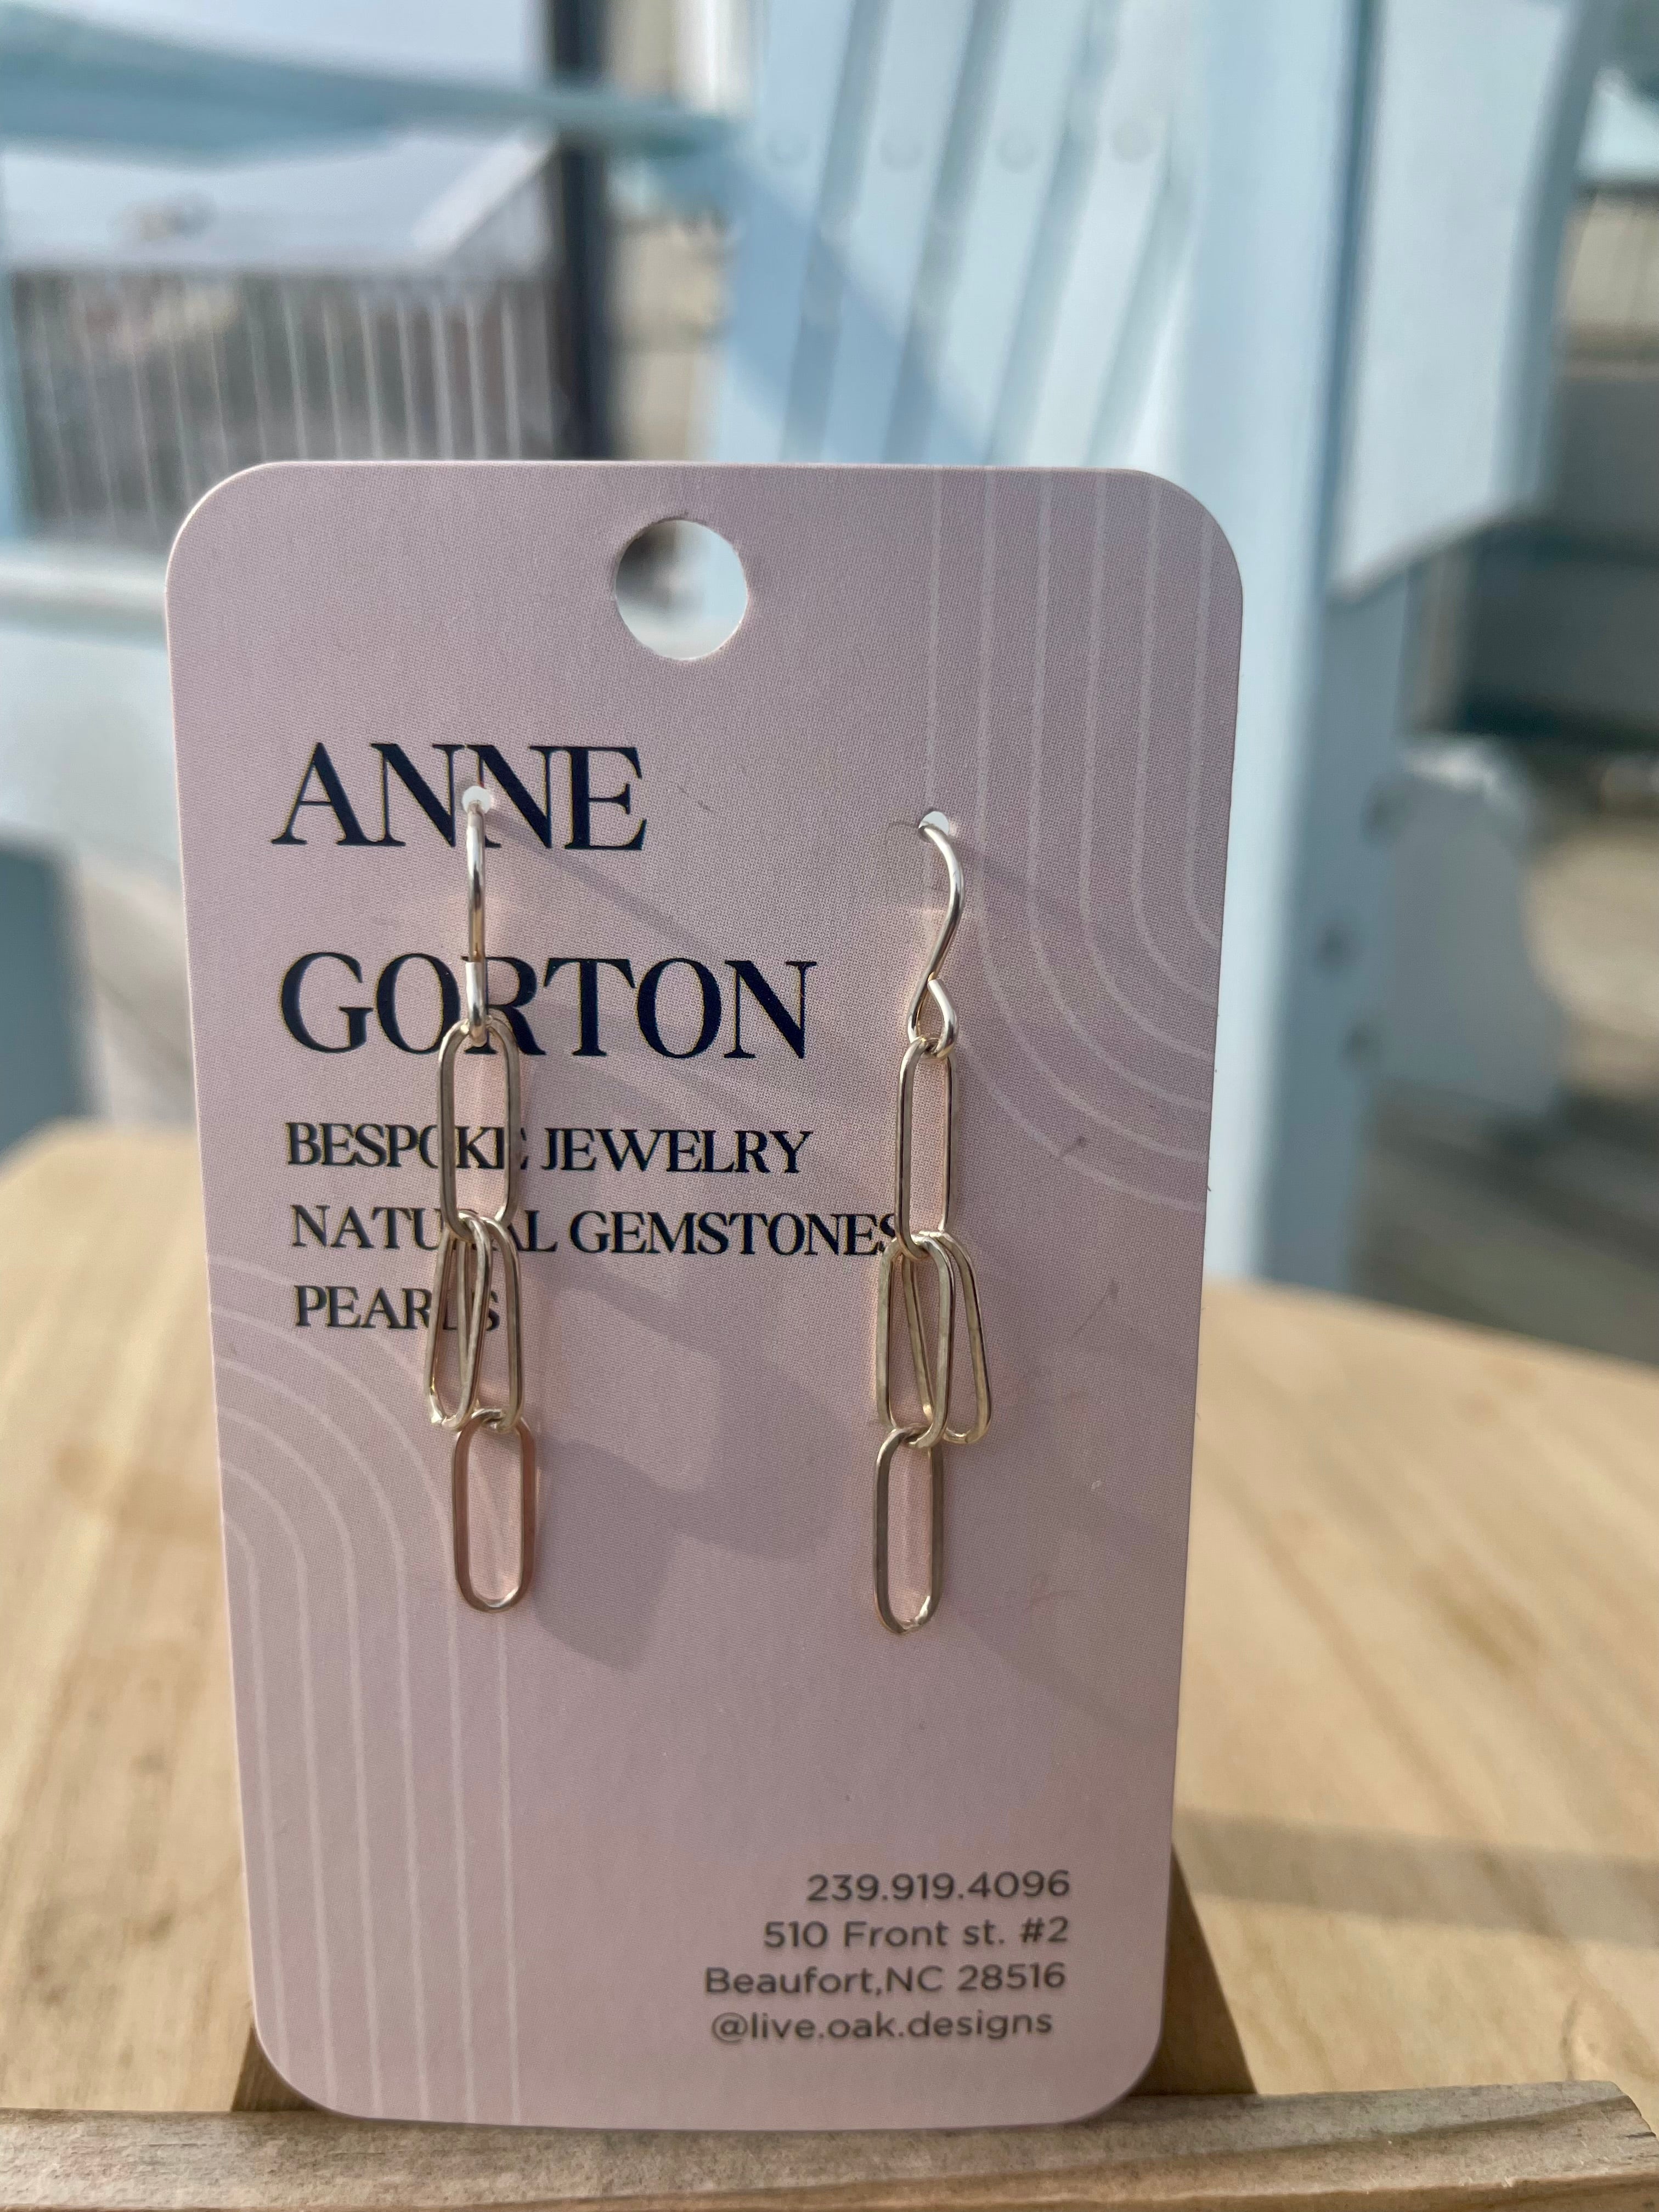 ANNE
GORTON
BESPOKE JEWELRY
NATURAL GEMSTONES
PEARLS
239.919.4096
510 Front st. #2
Beaufort,NC 28516
@live.oak.designs